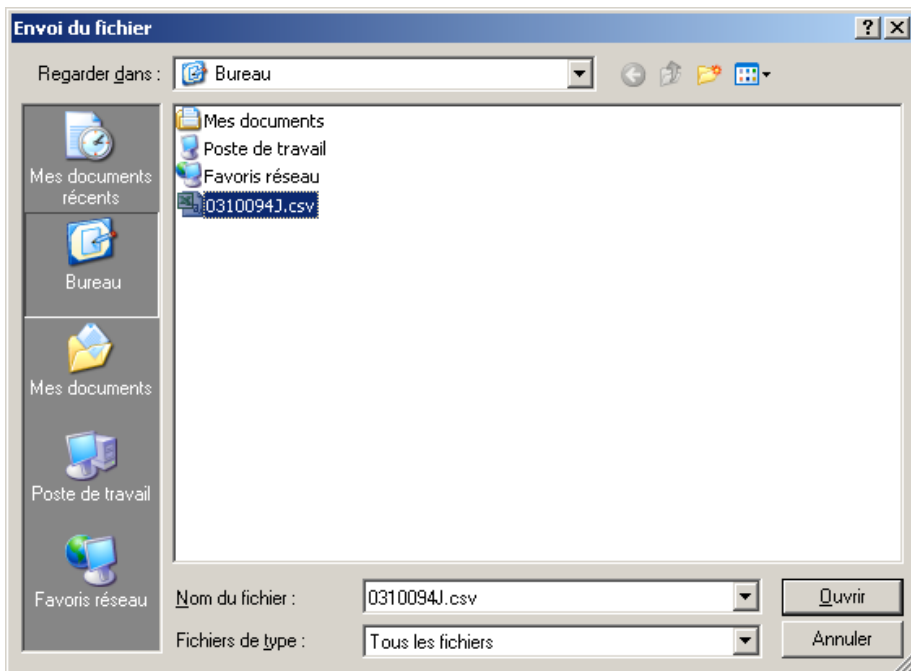 Envoi du fichier
Regarder dans :
Bureau
Mes documents
récents
Bureau
Mes documents
Poste de travail
Favoris réseau
Mes documents
Poste de travail
Favoris réseau
0310094J.csv
Nom du fichier :
0310094J.csv
Ouvrir
Fichiers de type :
Tous les fichiers
Annuler